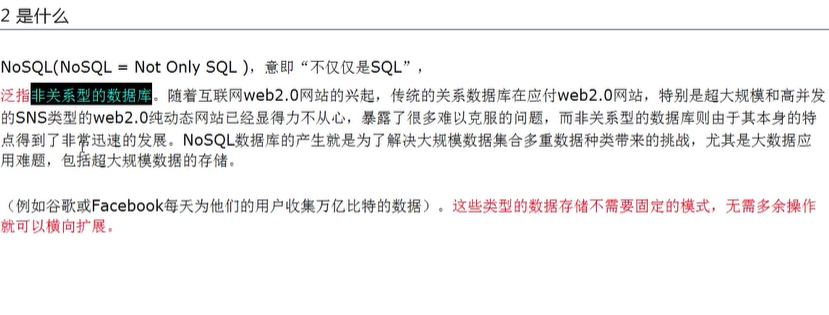 2 是什么
NoSQL(NoSQL = Not Only SQL )，意即“不仅仅是SQL”，
泛指非关系型的数据库。随着互联网web2.0网站的兴起，传统的关系数据库在应付web2.0网站，特别是超大规模和高并发
的SNS类型的web2.0纯动态网站已经显得力不从心，暴露了很多难以克服的问题，而非关系型的数据库则由于其本身的特
点得到了非常迅速的发展。NoSQL数据库的产生就是为了解决大规模数据集合多重数据种类带来的挑战，尤其是大数据应
用难题，包括超大规模数据的存储。
（例如谷歌或Facebook每天为他们的用户收集万亿比特的数据）。这些类型的数据存储不需要固定的模式，无需多余操作
就可以横向扩展。